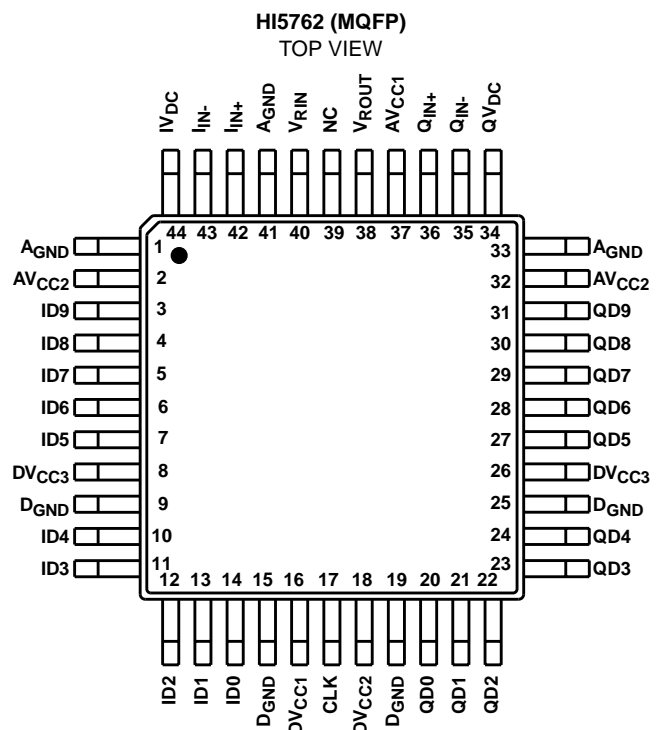 HI5762 (MQFP)
TOP VIEW
IVDC
IIN-
IIN+
AGND
VRIN
NC
VROUT
AVCC1
QIN+
QIN-
QVDC
44 43 42 41 40 39 38 37 36 35 34
AGND 1 33 AGND
AVCC2 2 32 AVCC2
ID9 3 31 QD9
ID8 4 30 QD8
ID7 5 29 QD7
ID6 6 28 QD6
ID5 7 27 QD5
DVCC3 8 26 DVCC3
DGND 9 25 DGND
ID4 10 24 QD4
ID3 11 23 QD3
12 13 14 15 16 17 18 19 20 21 22
ID2
ID1
ID0
DGND
DVCC1
CLK
DVCC2
DGND
QD0
QD1
QD2